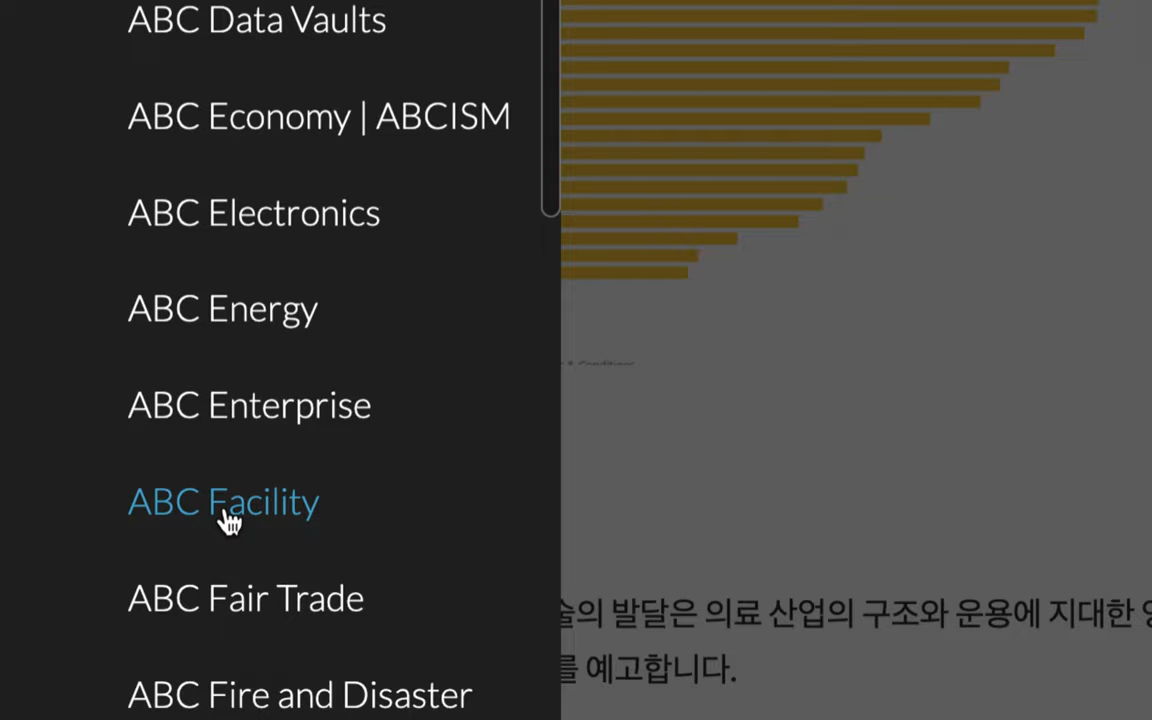 ABC Data Vaults
ABC Economy | ABCISM
ABC Electronics
ABC Energy
ABC Enterprise
ABC Facility
ABC Fair Trade
ABC Fire and Disaster
& Conditions
의 발달은 의료 산업의 구조와 운용에 지대한
예고합니다.